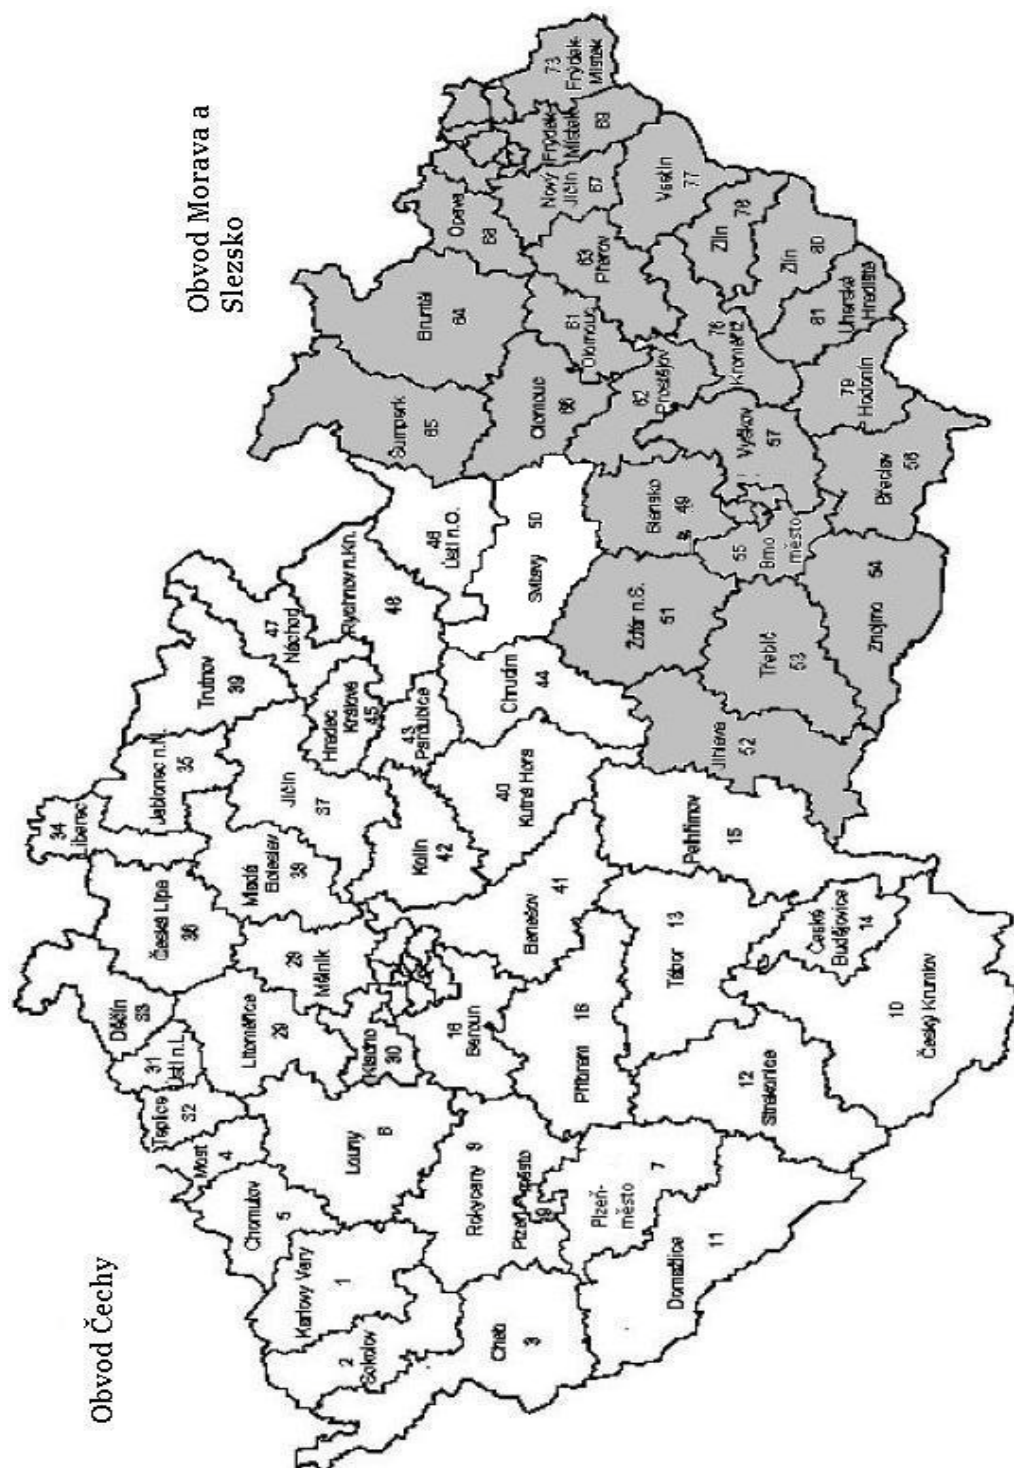 Obvod Čechy
Obvod Morava a
Slezsko
34
Liberec
Děčín
33
Česká Lípa
36
Jablonec n.N.
35
31
Ústí n.L.
Teplice
32
Most
4
Chomutov
5
Karlovy Vary
1
2
Sokolov
Cheb
3
Litoměřice
29
28
Mělník
Mladá
Boleslav
38
Jičín
37
Trutnov
39
47
Náchod
Rychnov n.Kn.
48
Hradec
Králové
45
43
Pardubice
Louny
6
Kladno
30
16
Beroun
Kolín
42
40
Kutná Hora
Chrudim
44
46
Ústí n.O.
Svitavy
50
Rokycany
9
Plzeň město
Plzeň-
město
7
Domažlice
11
Příbram
18
Benešov
41
Tábor
13
12
Strakonice
Pelhřimov
15
České
Budějovice
14
10
Český Krumlov
Šumperk
65
Bruntál
64
Opava
68
Olomouc
66
61
Olomouc
63
Přerov
Nový
Jičín
67
Frýdek
Místek
69
73
Frýdek-
Místek
Vsetín
77
Zlín
78
Zlín
80
76
Kroměříž
81
Uherské
Hradiště
79
Hodonín
62
Prostějov
Vyškov
57
Blansko
49
55
Brno
město
Břeclav
56
Žďár n.S.
51
Třebíč
53
Jihlava
52
Znojmo
54